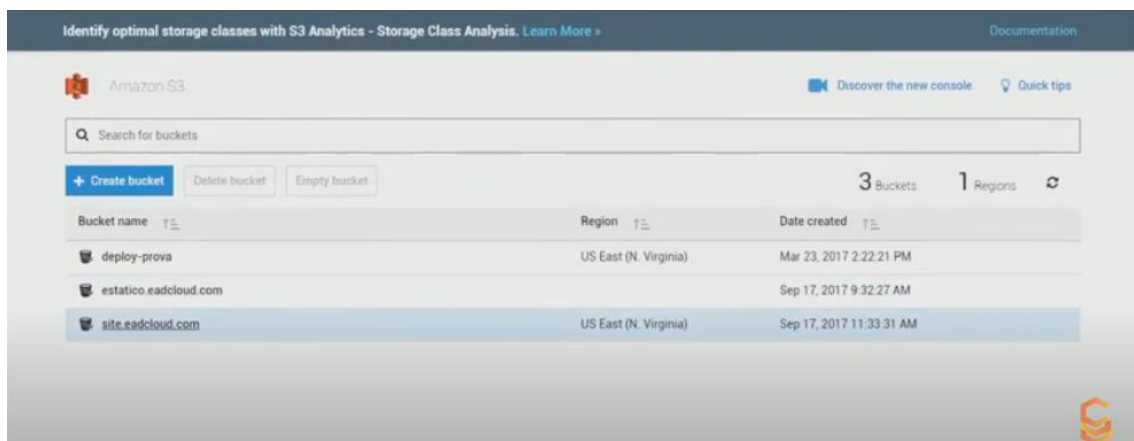 Identify optimal storage classes with S3 Analytics - Storage Class Analysis. Learn More »
Documentation
Amazon S3
Discover the new console
Quick tips
Search for buckets
+ Create bucket
Delete bucket
Empty bucket
3 Buckets
1 Regions
Bucket name
Region
Date created
deploy-prova
US East (N. Virginia)
Mar 23, 2017 2:22:21 PM
estatico.eadcloud.com
Sep 17, 2017 9:32:27 AM
site.eadcloud.com
US East (N. Virginia)
Sep 17, 2017 11:33:31 AM